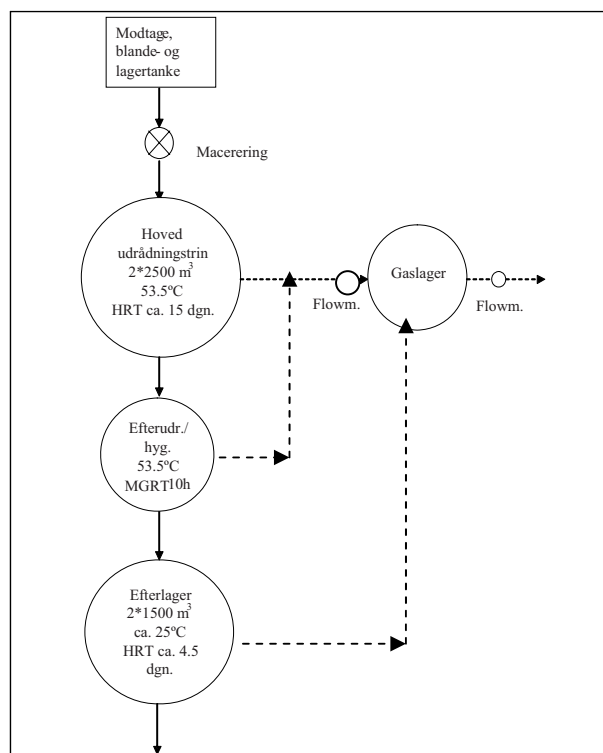 Modtage,
blande- og
lagertanke
Macerering
Hoved
udrådningstrin
2*2500 m³
53.5ºC
HRT ca. 15 dgn.
Gaslager
Flowm.
Flowm.
Efterudr./
hyg.
53.5ºC
MGRT10h
Efterlager
2*1500 m³
ca. 25ºC
HRT ca. 4.5
dgn.